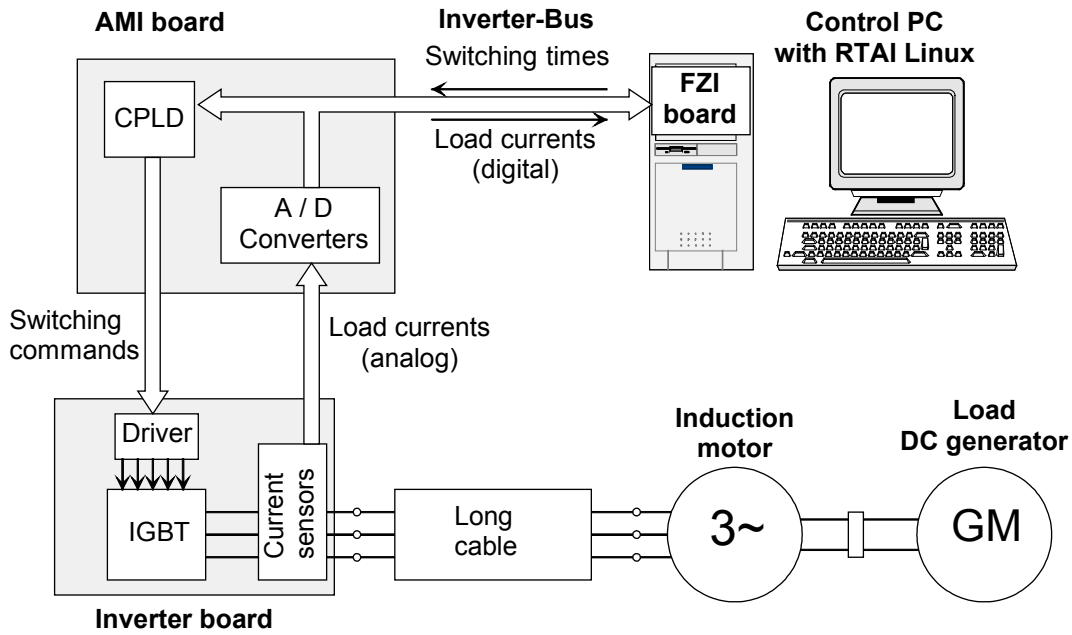 AMI board
Inverter-Bus
Control PC
with RTAI Linux
Switching times
FZI
board
CPLD
Load currents
(digital)
A / D
Converters
Switching
commands
Load currents
(analog)
Driver
Current
sensors
IGBT
Long
cable
Induction
motor
3~
Load
DC generator
GM
Inverter board